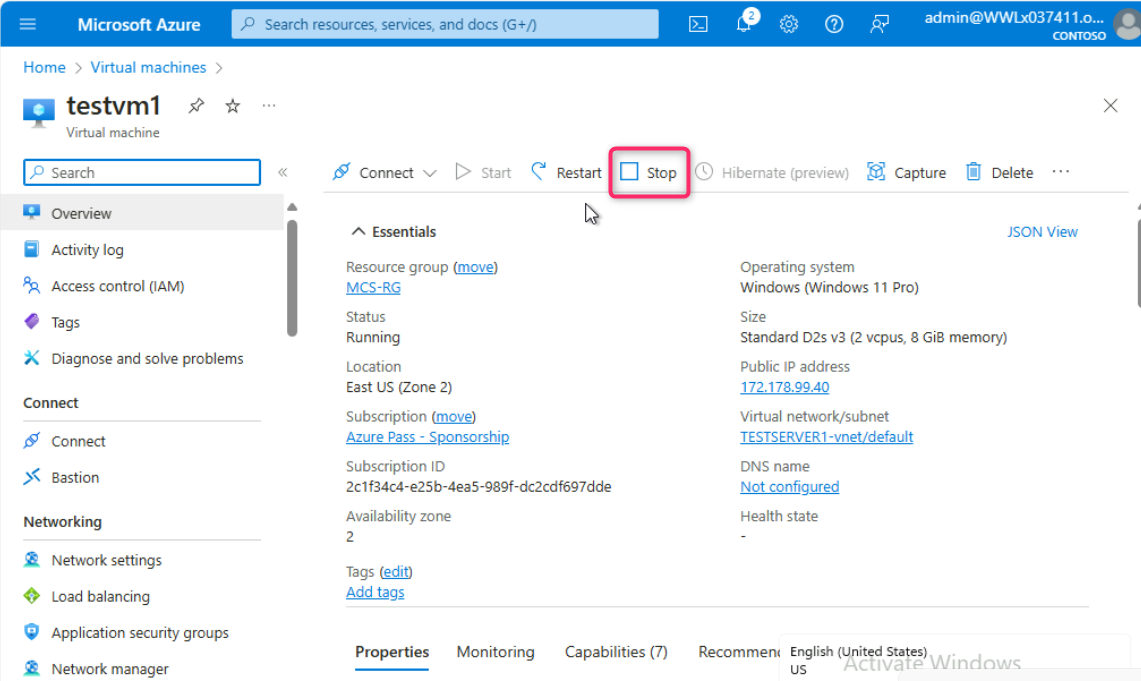 Microsoft Azure
Search resources, services, and docs (G+/)
2
admin@WWLx037411.o...
CONTOSO
Home > Virtual machines >
testvm1
Virtual machine
Search
Overview
Activity log
Access control (IAM)
Tags
Diagnose and solve problems
Connect
Connect
Bastion
Networking
Network settings
Load balancing
Application security groups
Network manager
Connect Start Restart Stop Hibernate (preview) Capture Delete ...
Essentials
JSON View
Resource group (move)
MCS-RG
Status
Running
Location
East US (Zone 2)
Subscription (move)
Azure Pass - Sponsorship
Subscription ID
2c1f34c4-e25b-4ea5-989f-dc2cdf697dde
Availability zone
2
Operating system
Windows (Windows 11 Pro)
Size
Standard D2s v3 (2 vcpus, 8 GiB memory)
Public IP address
172.178.99.40
Virtual network/subnet
TESTSERVER1-vnet/default
DNS name
Not configured
Health state
-
Tags (edit)
Add tags
Properties Monitoring Capabilities (7) Recommen
English (United States)
US
Activate Windows